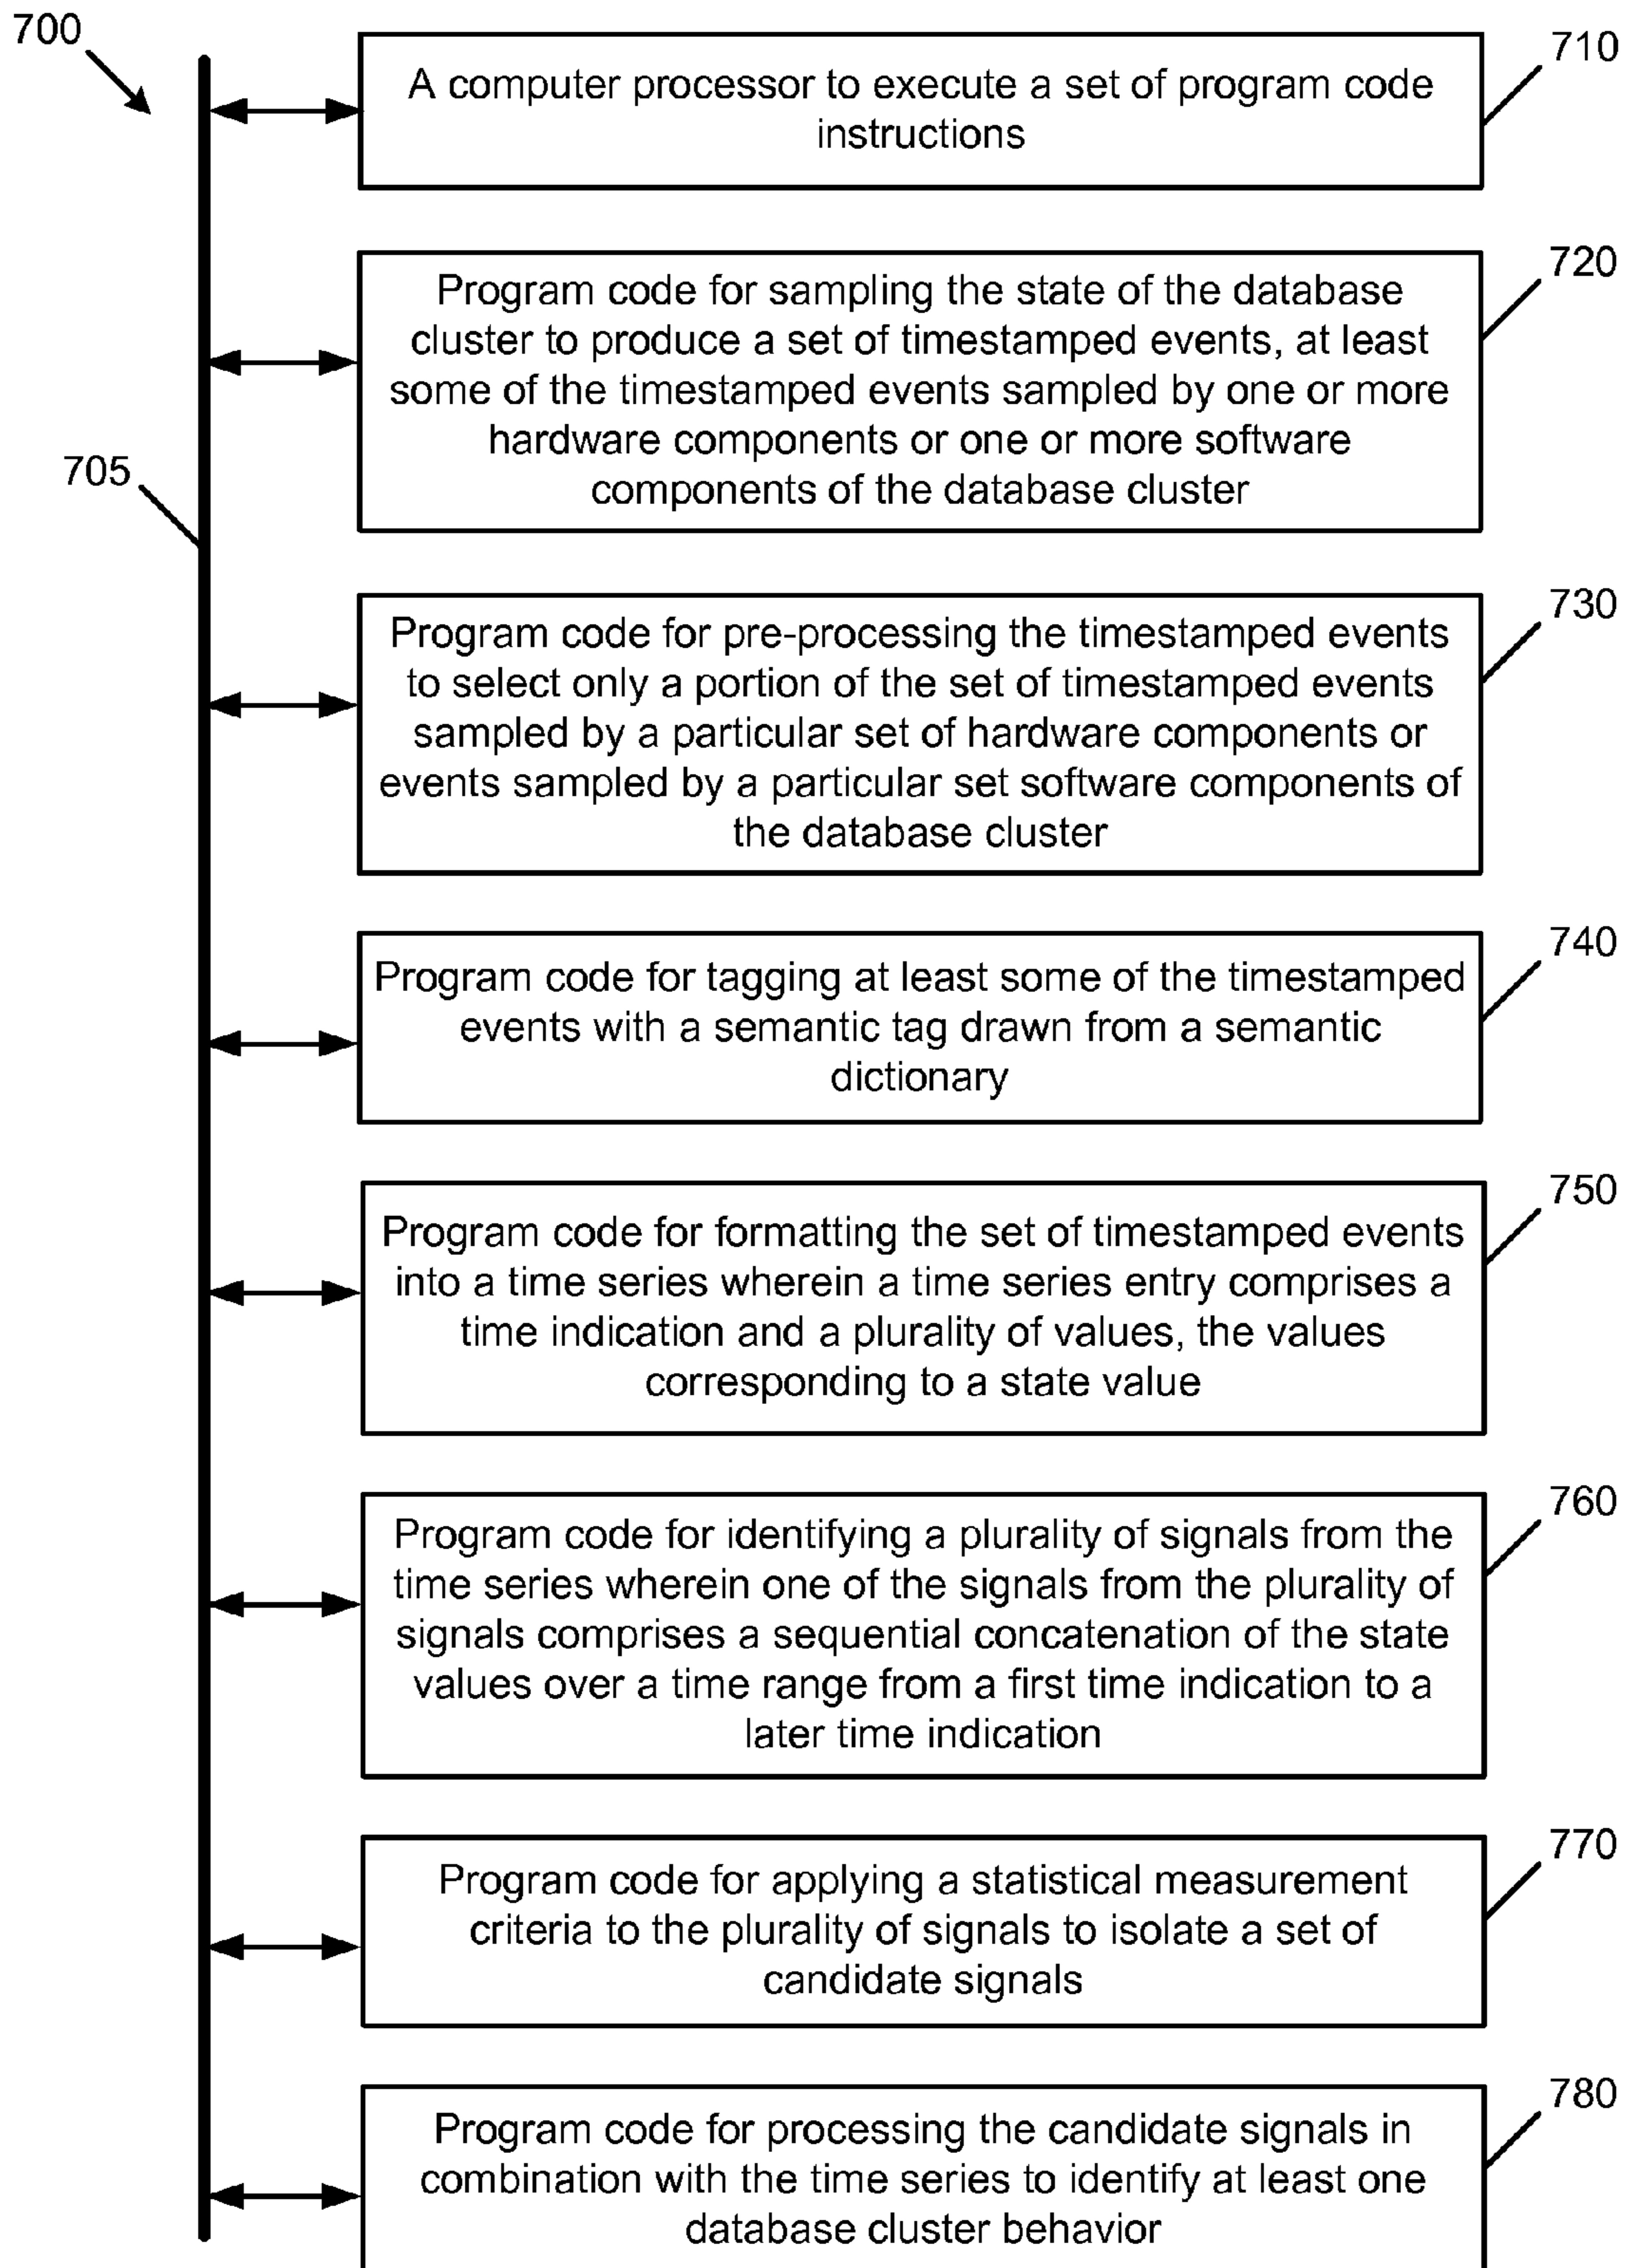 700
710
A computer processor to execute a set of program code
instructions
720
Program code for sampling the state of the database
cluster to produce a set of timestamped events, at least
some of the timestamped events sampled by one or more
hardware components or one or more software
components of the database cluster
705
730
Program code for pre-processing the timestamped events
to select only a portion of the set of timestamped events
sampled by a particular set of hardware components or
events sampled by a particular set software components of
the database cluster
740
Program code for tagging at least some of the timestamped
events with a semantic tag drawn from a semantic
dictionary
750
Program code for formatting the set of timestamped events
into a time series wherein a time series entry comprises a
time indication and a plurality of values, the values
corresponding to a state value
760
Program code for identifying a plurality of signals from the
time series wherein one of the signals from the plurality of
signals comprises a sequential concatenation of the state
values over a time range from a first time indication to a
later time indication
770
Program code for applying a statistical measurement
criteria to the plurality of signals to isolate a set of
candidate signals
780
Program code for processing the candidate signals in
combination with the time series to identify at least one
database cluster behavior